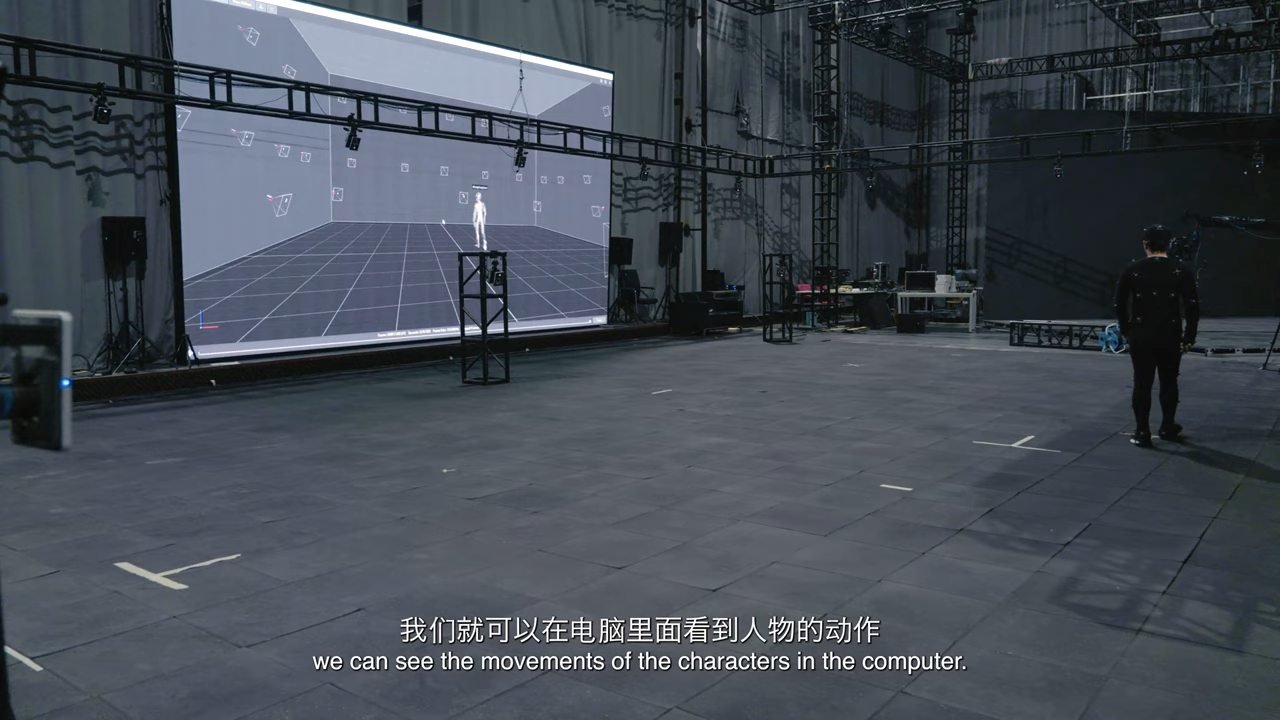 我们就可以在电脑里面看到人物的动作
we can see the movements of the characters in the computer.